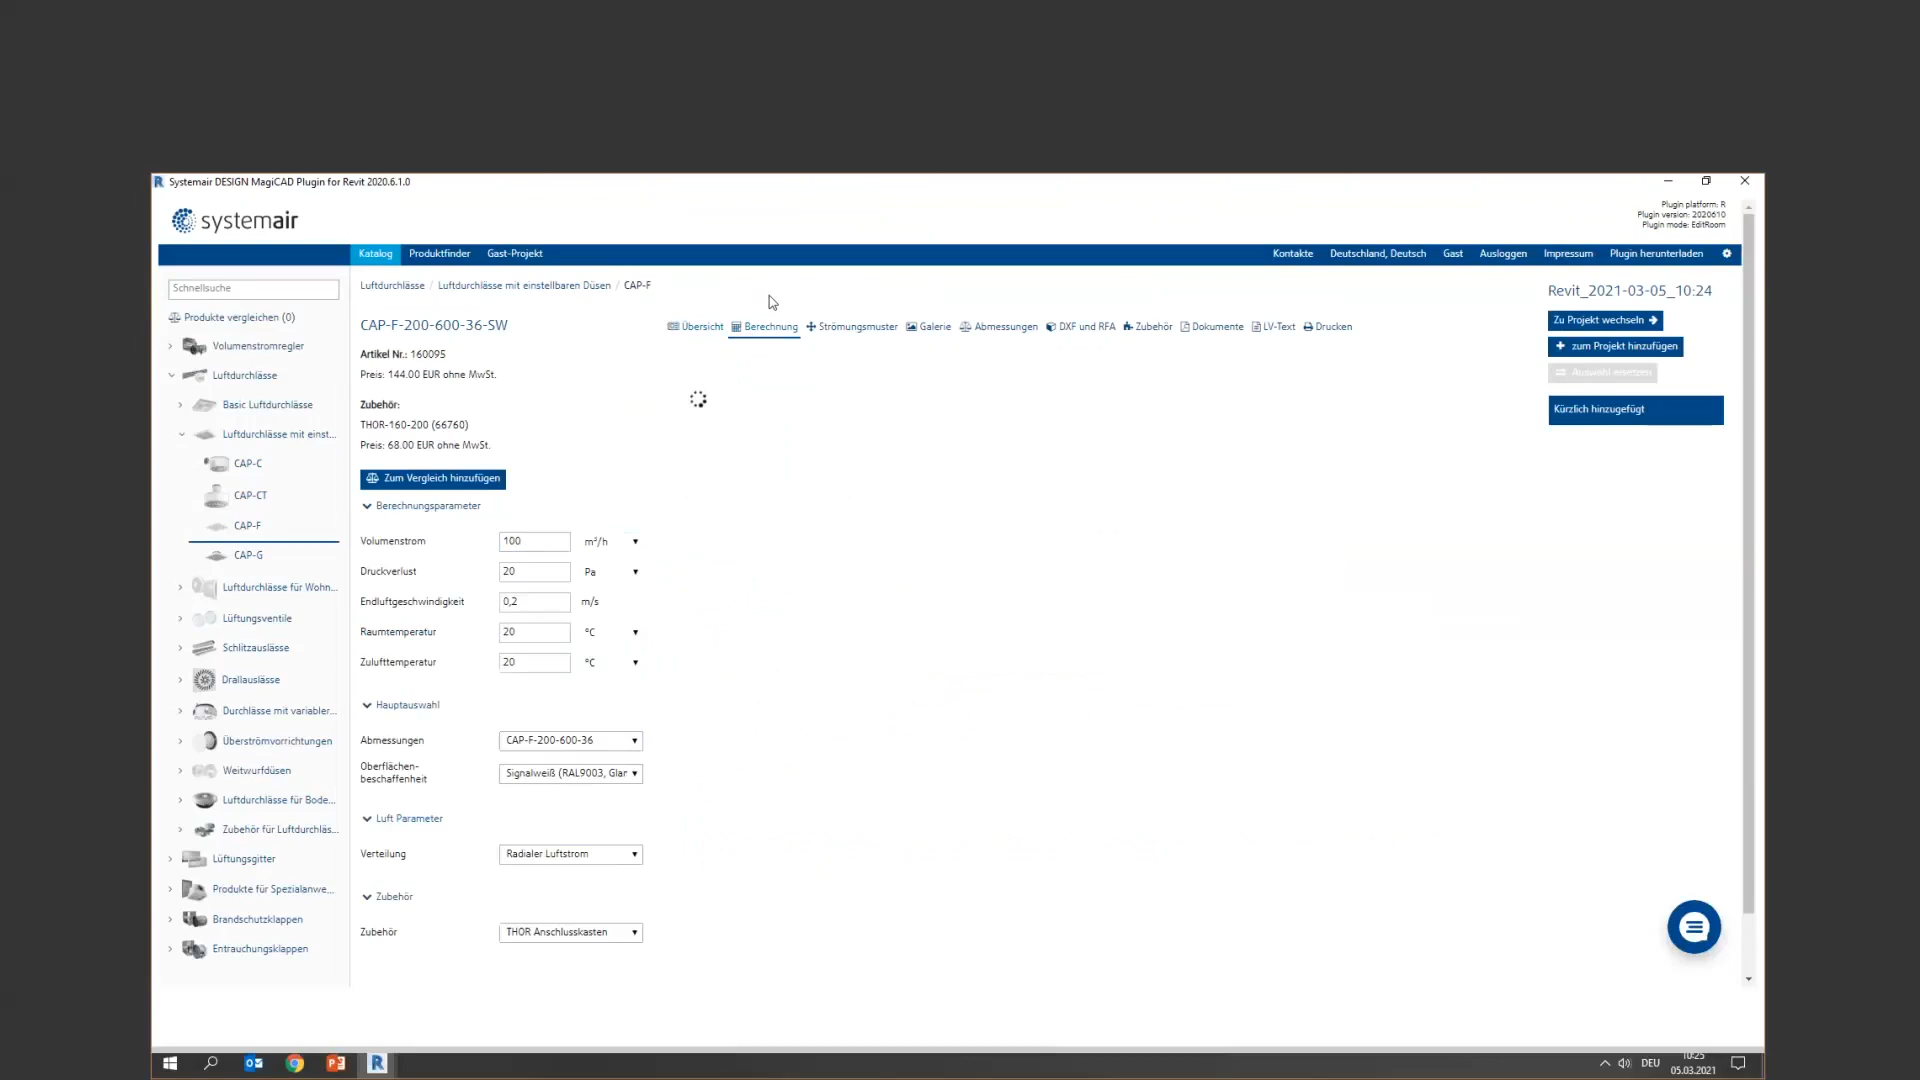 Systemair DESIGN MagiCAD Plugin for Revit 2020.6.1.0
systemair
Plugin platform: R
Plugin version: 2020610
Plugin mode: EditRoom
Katalog Produktfinder Gast-Projekt Kontakte Deutschland, Deutsch Gast Ausloggen Impressum Plugin herunterladen
Schnellsuche
Produkte vergleichen (0)
Volumenstromregler
Luftdurchlässe
Basic Luftdurchlässe
Luftdurchlässe mit einst...
CAP-C
CAP-CT
CAP-F
CAP-G
Luftdurchlässe für Wohn...
Lüftungsventile
Schlitzauslässe
Drallauslässe
Durchlässe mit variabler...
Überströmvorrichtungen
Weitwurfdüsen
Luftdurchlässe für Bode...
Zubehör für Luftdurchläs...
Lüftungsgitter
Produkte für Spezialanwe...
Brandschutzklappen
Entrauchungsklappen
Luftdurchlässe / Luftdurchlässe mit einstellbaren Düsen / CAP-F
CAP-F-200-600-36-SW
Übersicht Berechnung Strömungsmuster Galerie Abmessungen DXF und RFA Zubehör Dokumente LV-Text Drucken
Artikel Nr.: 160095
Preis: 144.00 EUR ohne MwSt.
Zubehör:
THOR-160-200 (66760)
Preis: 68.00 EUR ohne MwSt.
Zum Vergleich hinzufügen
Berechnungsparameter
Volumenstrom 100 m³/h
Druckverlust 20 Pa
Endluftgeschwindigkeit 0,2 m/s
Raumtemperatur 20 °C
Zulufttemperatur 20 °C
Hauptauswahl
Abmessungen CAP-F-200-600-36
Oberflächen-
beschaffenheit Signalweiß (RAL9003, Glan
Luft Parameter
Verteilung Radialer Luftstrom
Zubehör
Zubehör THOR Anschlusskasten
Revit_2021-03-05_10:24
Zu Projekt wechseln
zum Projekt hinzufügen
Auswahl ersetzen
Kürzlich hinzugefügt
DEU
10:25
05.03.2021